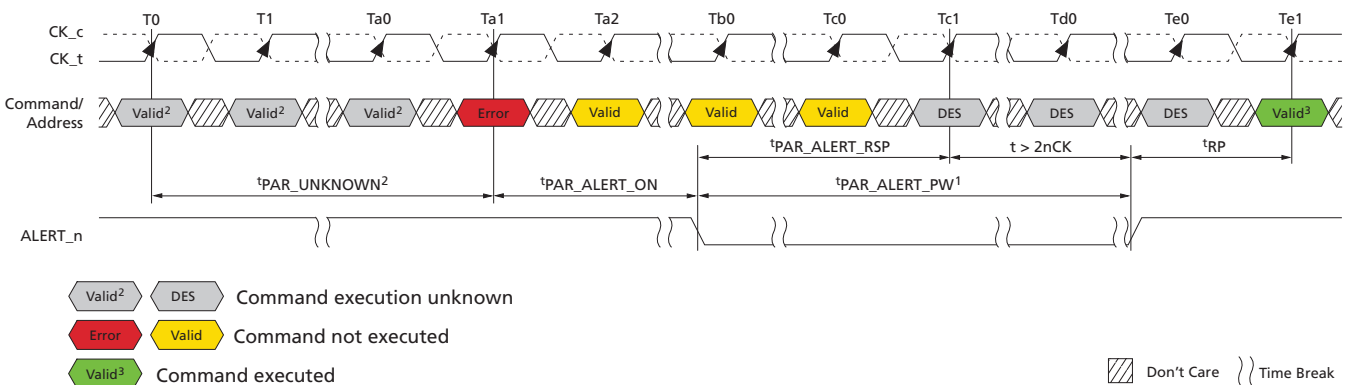 T0 T1 Ta0 Ta1 Ta2 Tb0 Tc0 Tc1 Td0 Te0 Te1
CK_c
CK_t
Command/
Address
Valid² Valid² Valid² Error Valid Valid Valid DES DES DES Valid³
tPAR_ALERT_RSP t > 2nCK tRP
tPAR_UNKNOWN² tPAR_ALERT_ON tPAR_ALERT_PW¹
ALERT_n
Valid² DES Command execution unknown
Error Valid Command not executed
Valid³ Command executed
Don't Care Time Break